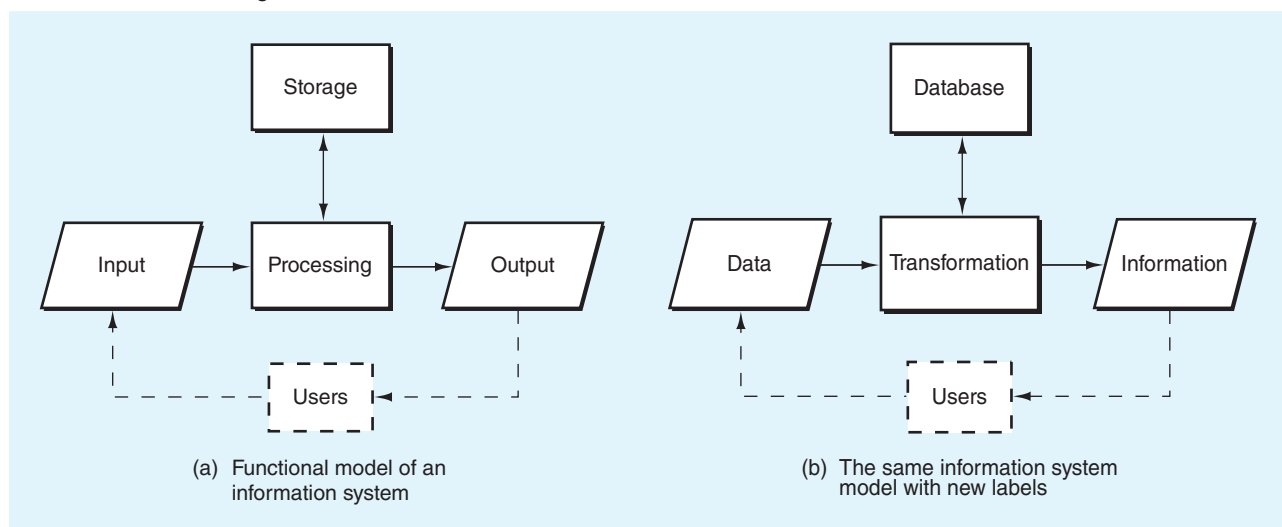 g
Storage
Input
Processing
Output
Users
(a) Functional model of an
information system
Database
Data
Transformation
Information
Users
(b) The same information system
model with new labels